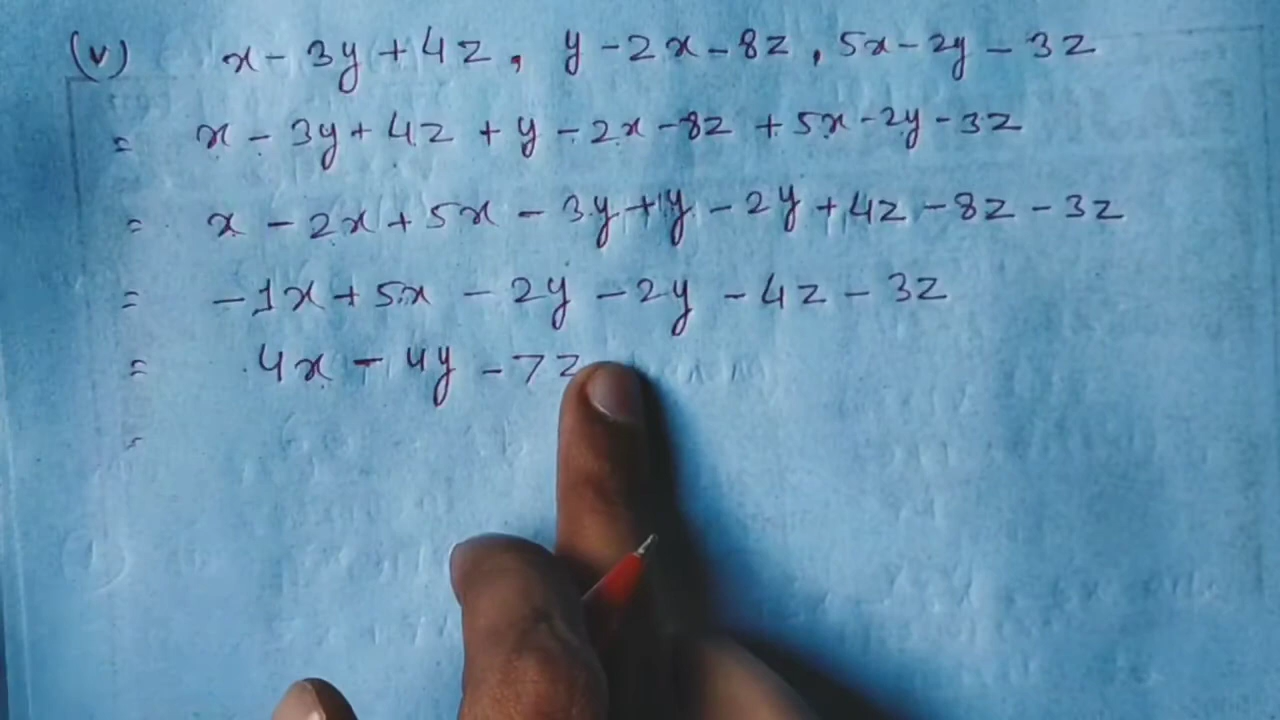 (v) x - 3y + 4z , y - 2x - 8z , 5x - 2y - 3z
= x - 3y + 4z + y - 2x - 8z + 5x - 2y - 3z
= x - 2x + 5x - 3y + 1y - 2y + 4z - 8z - 3z
= -1x + 5x - 2y - 2y - 4z - 3z
= 4x - 4y - 7z